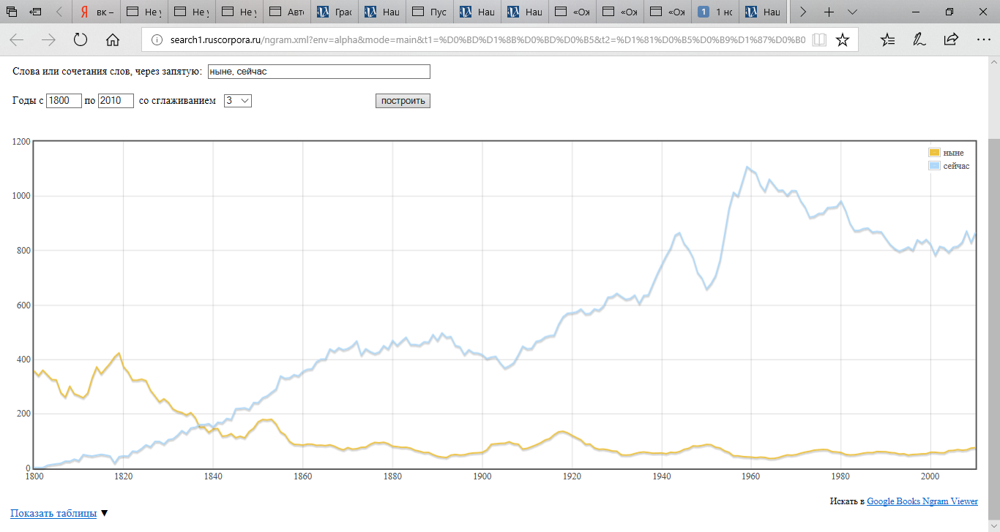 вк –
Не у
Не у
Не у
Авто
Грас
Нац
Пус
Нац
Нац
«Ож
«Ож
«Ож
1 нс
Нац
search1.ruscorpora.ru/ngram.xml?env=alpha&mode=main&t1=%D0%BD%D1%8B%D0%BD%D0%B5&t2=%D1%81%D0%B5%D0%B9%D1%87%D0%B0
Слова или сочетания слов, через запятую: ныне, сейчас
Годы с 1800 по 2010 со сглаживанием 3 построить
1200
1000
800
600
400
200
0
ныне
сейчас
1800 1820 1840 1860 1880 1900 1920 1940 1960 1980 2000
Искать в Google Books Ngram Viewer
Показать таблицы ▼